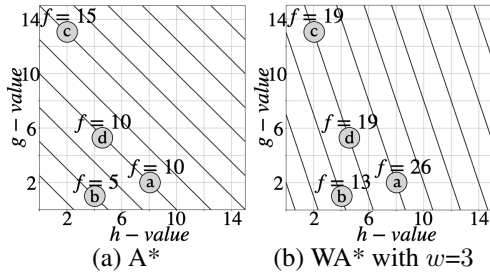 f = 15
14
c
10
g − value
6
f = 10
d
f = 10
a
2
f = 5
b
2 6 10 14
h − value
(a) A*
f = 19
14
c
10
g − value
6
f = 19
d
f = 26
a
2
f = 13
b
2 6 10 14
h − value
(b) WA* with w=3